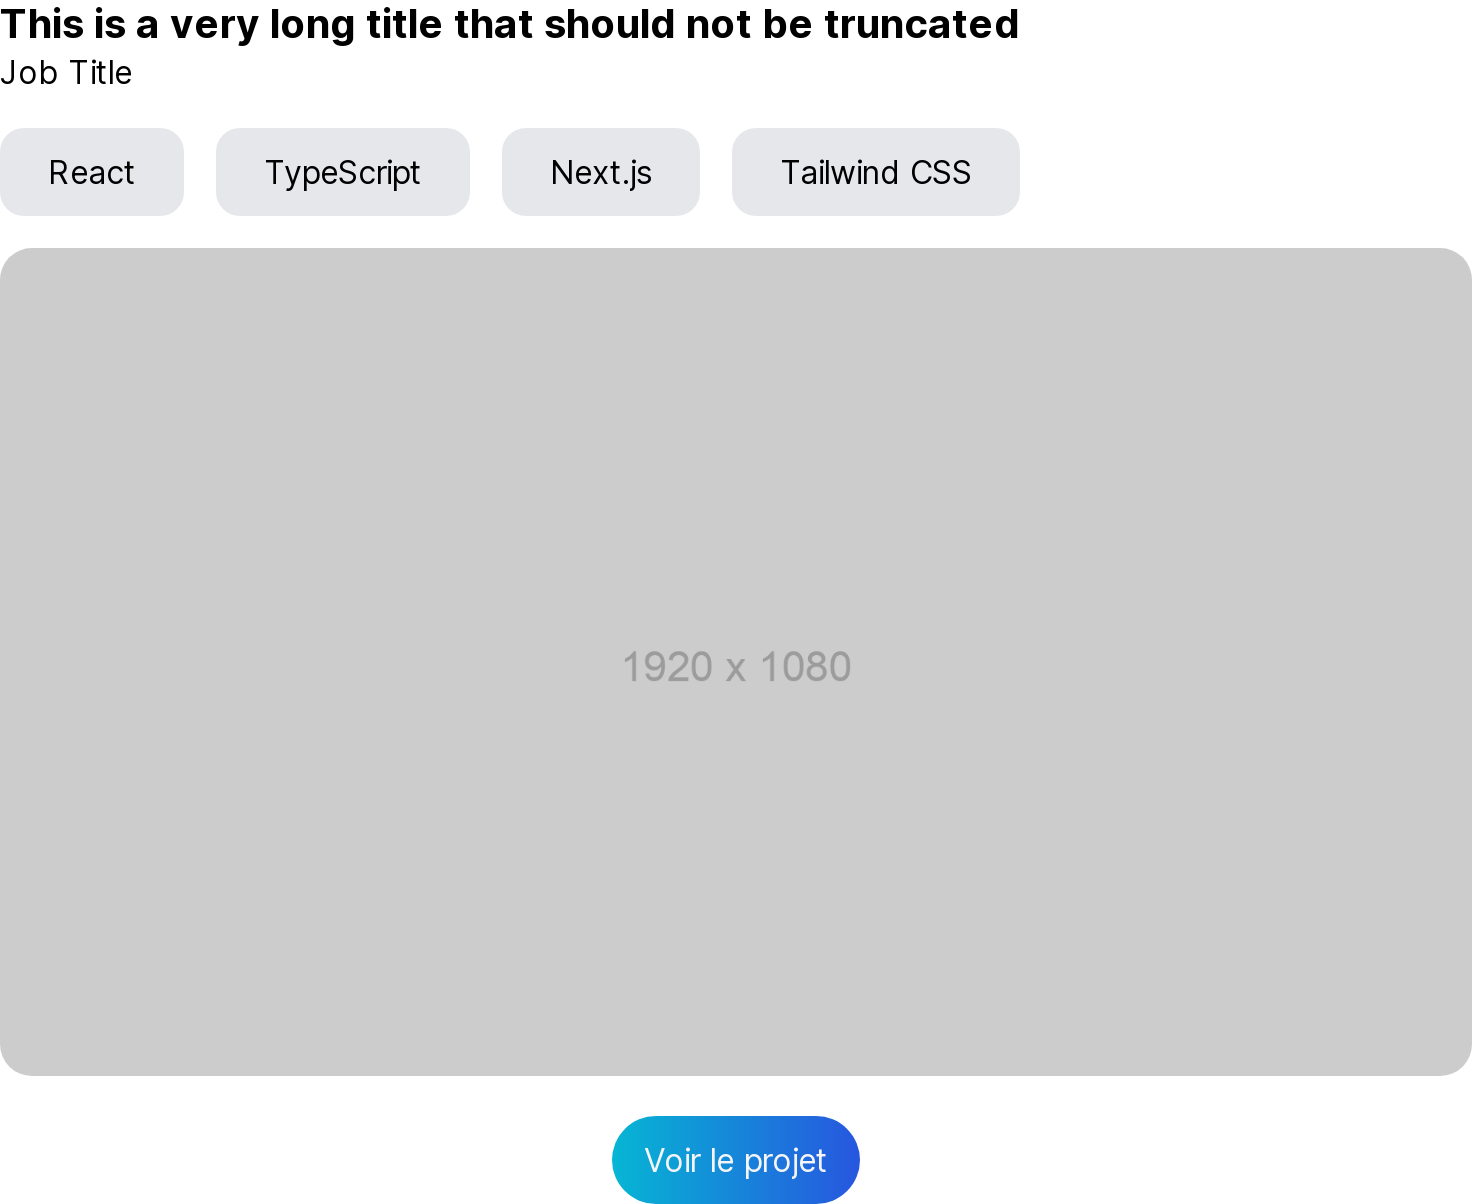 This is a very long title that should not be truncated
Job Title
React TypeScript Next.js Tailwind CSS
1920 x 1080
Voir le projet